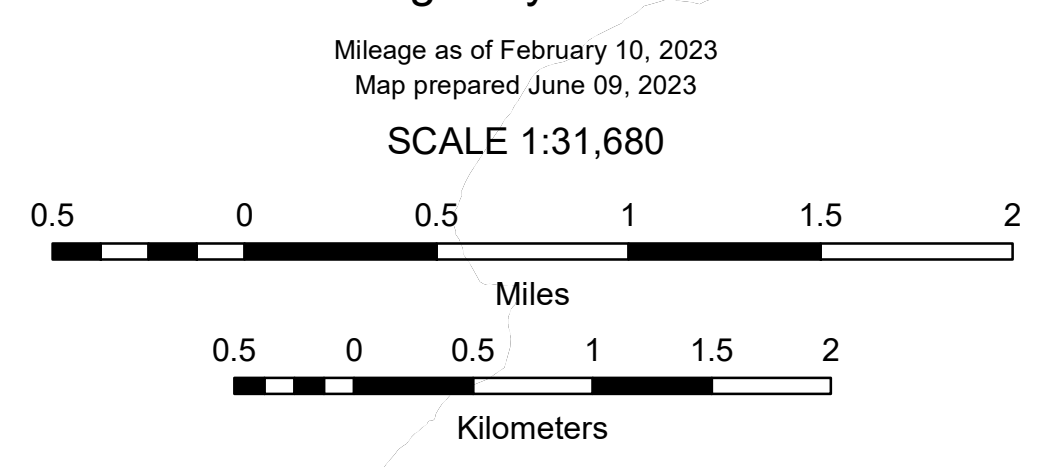 Mileage as of February 10, 2023
Map prepared June 09, 2023
SCALE 1:31,680
0.5 0 0.5 1 1.5 2
Miles
0.5 0 0.5 1 1.5 2
Kilometers